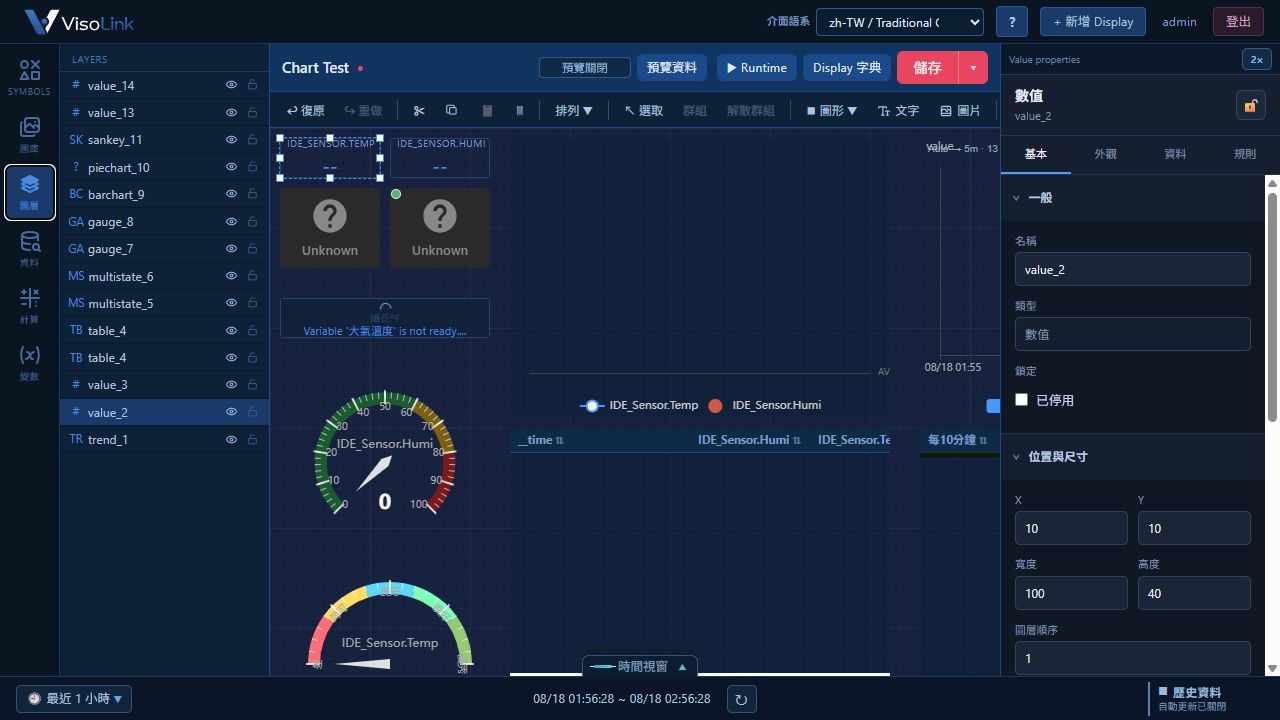 VisoLink
介面語系
zh-TW / Traditional (
?
+ 新增 Display
admin
登出
SYMBOLS
圖庫
圖層
資料
計算
變數
LAYERS
# value_14
# value_13
SK sankey_11
? piechart_10
BC barchart_9
GA gauge_8
GA gauge_7
MS multistate_6
MS multistate_5
TB table_4
TB table_4
# value_3
# value_2
TR trend_1
Chart Test
預覽關閉
預覽資料
Runtime
Display 字典
儲存
復原
重做
排列
選取
群組
解散群組
圖形
文字
圖片
IDE_SENSOR.TEMP
--
IDE_SENSOR.HUMI
--
Unknown
Unknown
攝氏°F
Variable '大氣溫度' is not ready....
0
10
20
30
40
50
60
70
80
90
100
IDE_Sensor.Humi
0
IDE_Sensor.Temp
AV
IDE_Sensor.Temp
IDE_Sensor.Humi
value
→ 5m · 13
08/18 01:55
__time
IDE_Sensor.Humi
IDE_Sensor.Te
每10分鐘
時間視窗
Value properties
2×
數值
value_2
基本
外觀
資料
規則
一般
名稱
value_2
類型
數值
鎖定
已停用
位置與尺寸
X
Y
10
10
寬度
高度
100
40
圖層順序
1
最近 1 小時
08/18 01:56:28 ~ 08/18 02:56:28
歷史資料
自動更新已關閉